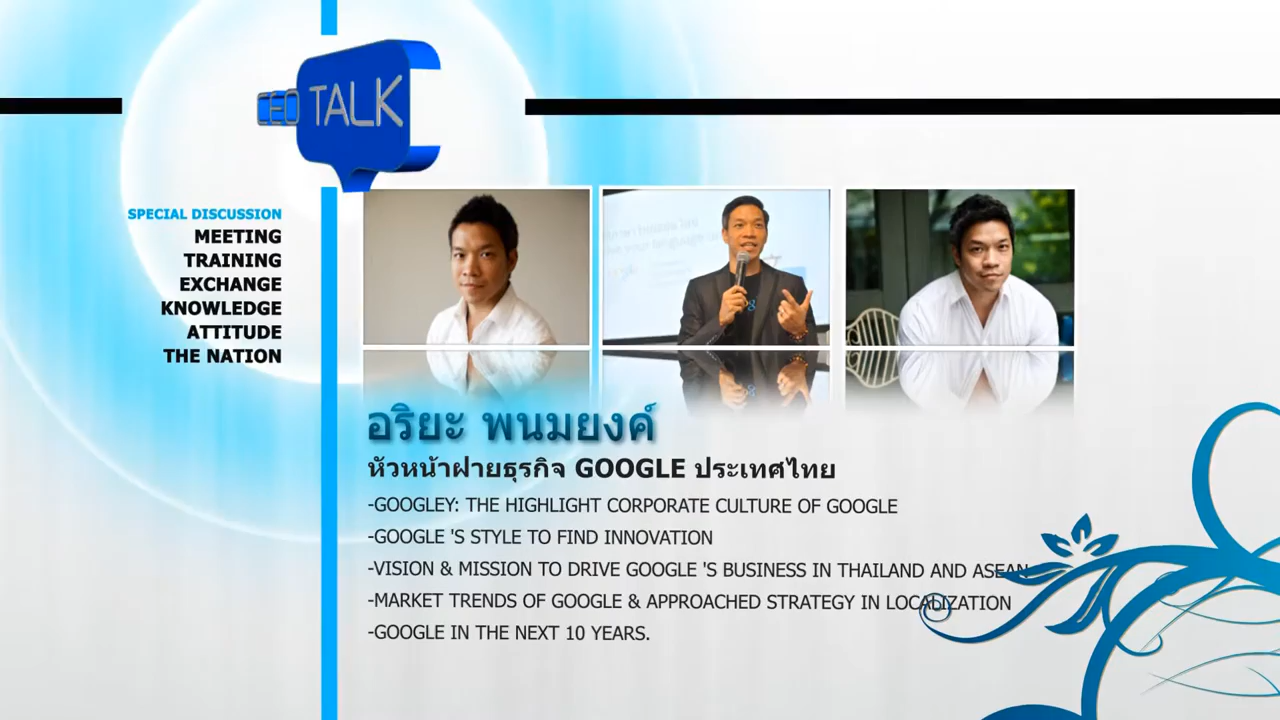 CEO TALK
SPECIAL DISCUSSION
MEETING
TRAINING
EXCHANGE
KNOWLEDGE
ATTITUDE
THE NATION
อริยะ พนมยงค์
หัวหน้าฝ่ายธุรกิจ GOOGLE ประเทศไทย
-GOOGLEY: THE HIGHLIGHT CORPORATE CULTURE OF GOOGLE
-GOOGLE 'S STYLE TO FIND INNOVATION
-VISION & MISSION TO DRIVE GOOGLE 'S BUSINESS IN THAILAND AND ASEAN
-MARKET TRENDS OF GOOGLE & APPROACHED STRATEGY IN LOCALIZATION
-GOOGLE IN THE NEXT 10 YEARS.